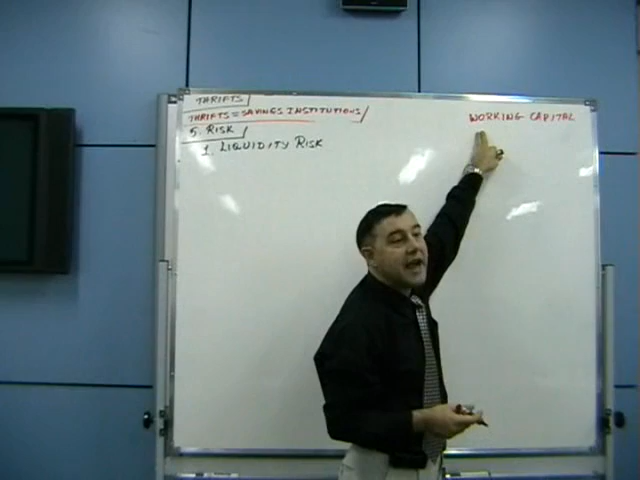 THRIFTS
THRIFTS = SAVINGS INSTITUTIONS
5. RISK
1. LIQUIDITY RISK
WORKING CAPITAL